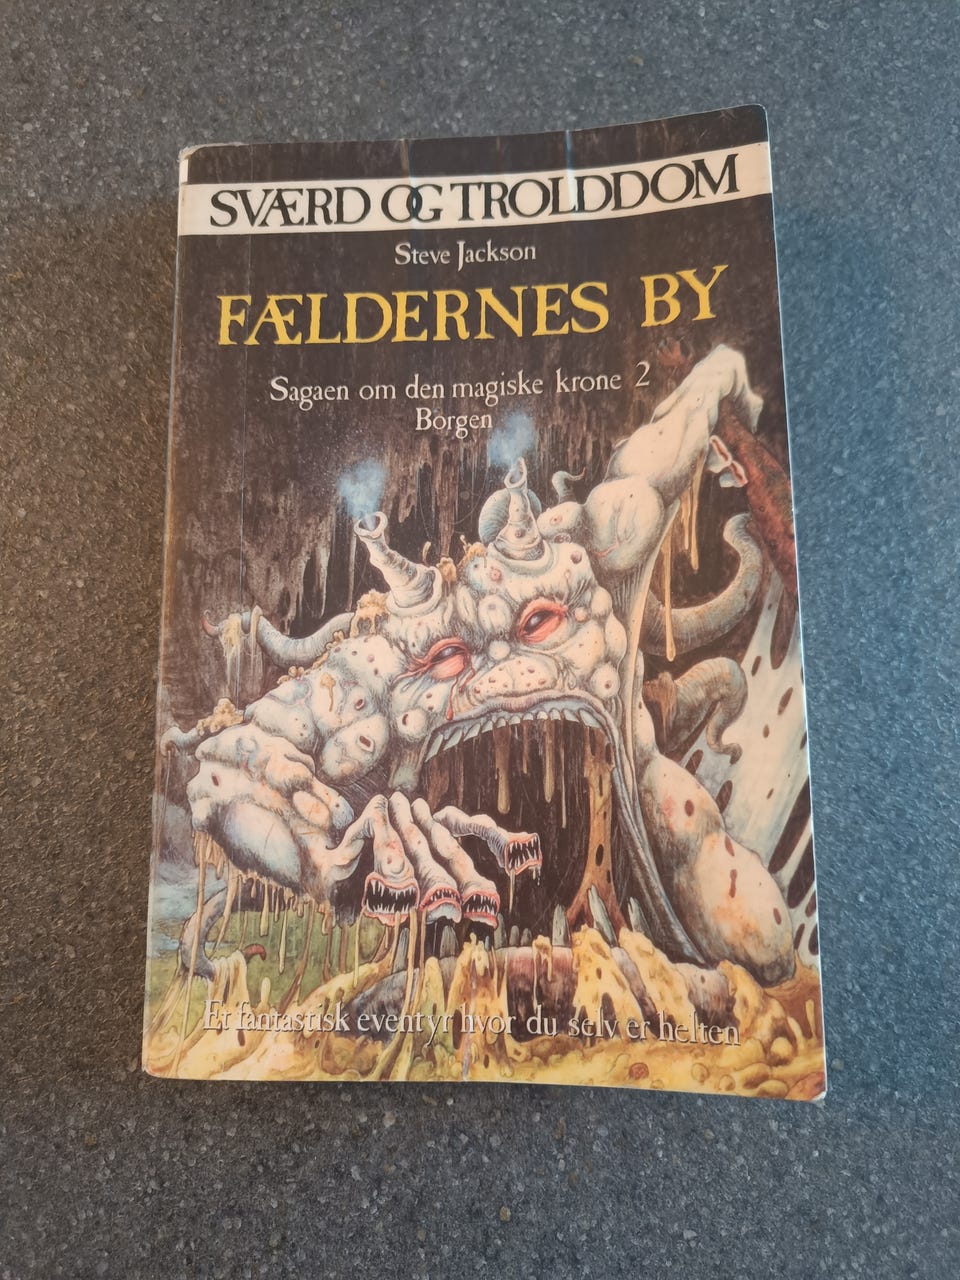 SVÆRD OG TROLDDOM
Steve Jackson
FÆLDERNES BY
Sagaen om den magiske krone 2
Borgen
Et fantastisk eventyr hvor du selv er helten